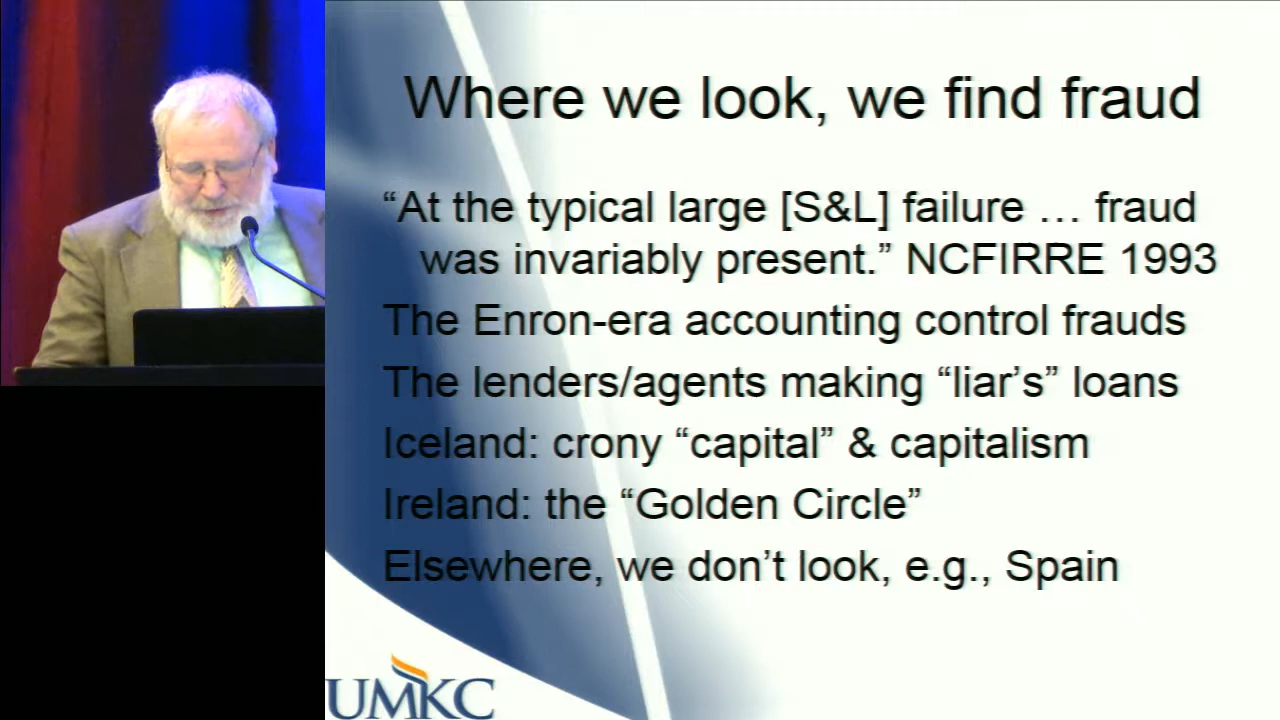 Where we look, we find fraud
“At the typical large [S&L] failure … fraud
was invariably present.” NCFIRRE 1993
The Enron-era accounting control frauds
The lenders/agents making “liar’s” loans
Iceland: crony “capital” & capitalism
Ireland: the “Golden Circle”
Elsewhere, we don’t look, e.g., Spain
UMKC